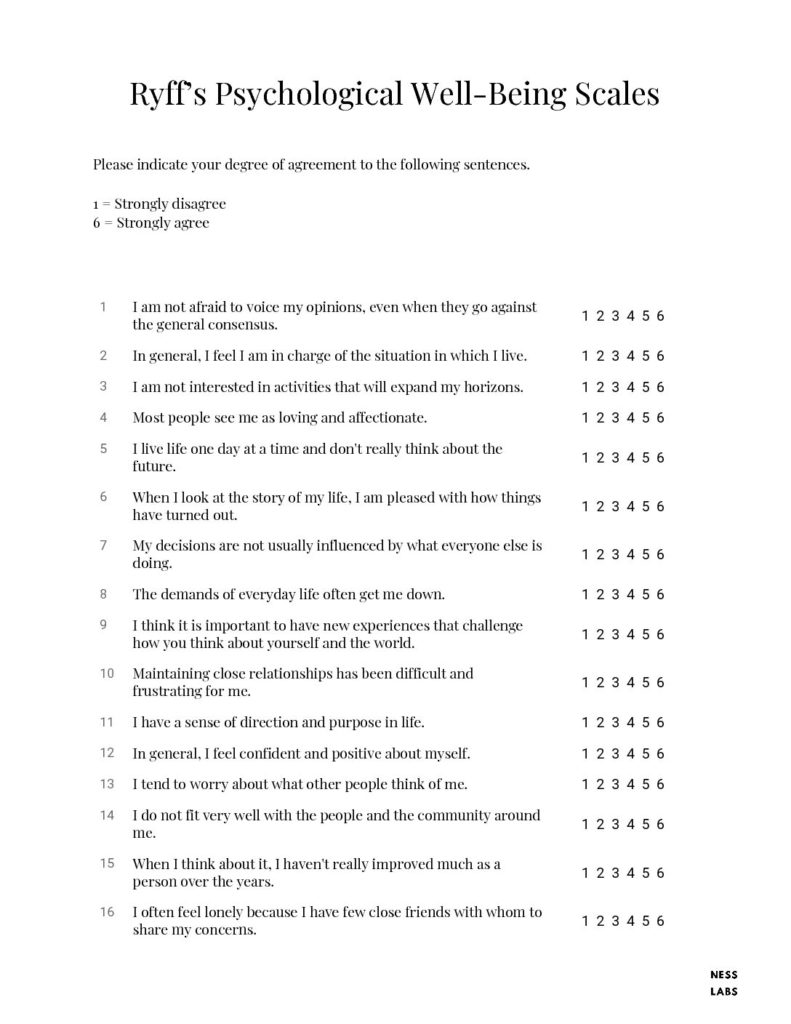 Ryff's Psychological Well-Being Scales
Please indicate your degree of agreement to the following sentences.
1 = Strongly disagree
6 = Strongly agree
1 I am not afraid to voice my opinions, even when they go against
the general consensus. 1 2 3 4 5 6
2 In general, I feel I am in charge of the situation in which I live. 1 2 3 4 5 6
3 I am not interested in activities that will expand my horizons. 1 2 3 4 5 6
4 Most people see me as loving and affectionate. 1 2 3 4 5 6
5 I live life one day at a time and don't really think about the
future. 1 2 3 4 5 6
6 When I look at the story of my life, I am pleased with how things
have turned out. 1 2 3 4 5 6
7 My decisions are not usually influenced by what everyone else is
doing. 1 2 3 4 5 6
8 The demands of everyday life often get me down. 1 2 3 4 5 6
9 I think it is important to have new experiences that challenge
how you think about yourself and the world. 1 2 3 4 5 6
10 Maintaining close relationships has been difficult and
frustrating for me. 1 2 3 4 5 6
11 I have a sense of direction and purpose in life. 1 2 3 4 5 6
12 In general, I feel confident and positive about myself. 1 2 3 4 5 6
13 I tend to worry about what other people think of me. 1 2 3 4 5 6
14 I do not fit very well with the people and the community around
me. 1 2 3 4 5 6
15 When I think about it, I haven't really improved much as a
person over the years. 1 2 3 4 5 6
16 I often feel lonely because I have few close friends with whom to
share my concerns. 1 2 3 4 5 6
NESS
LABS